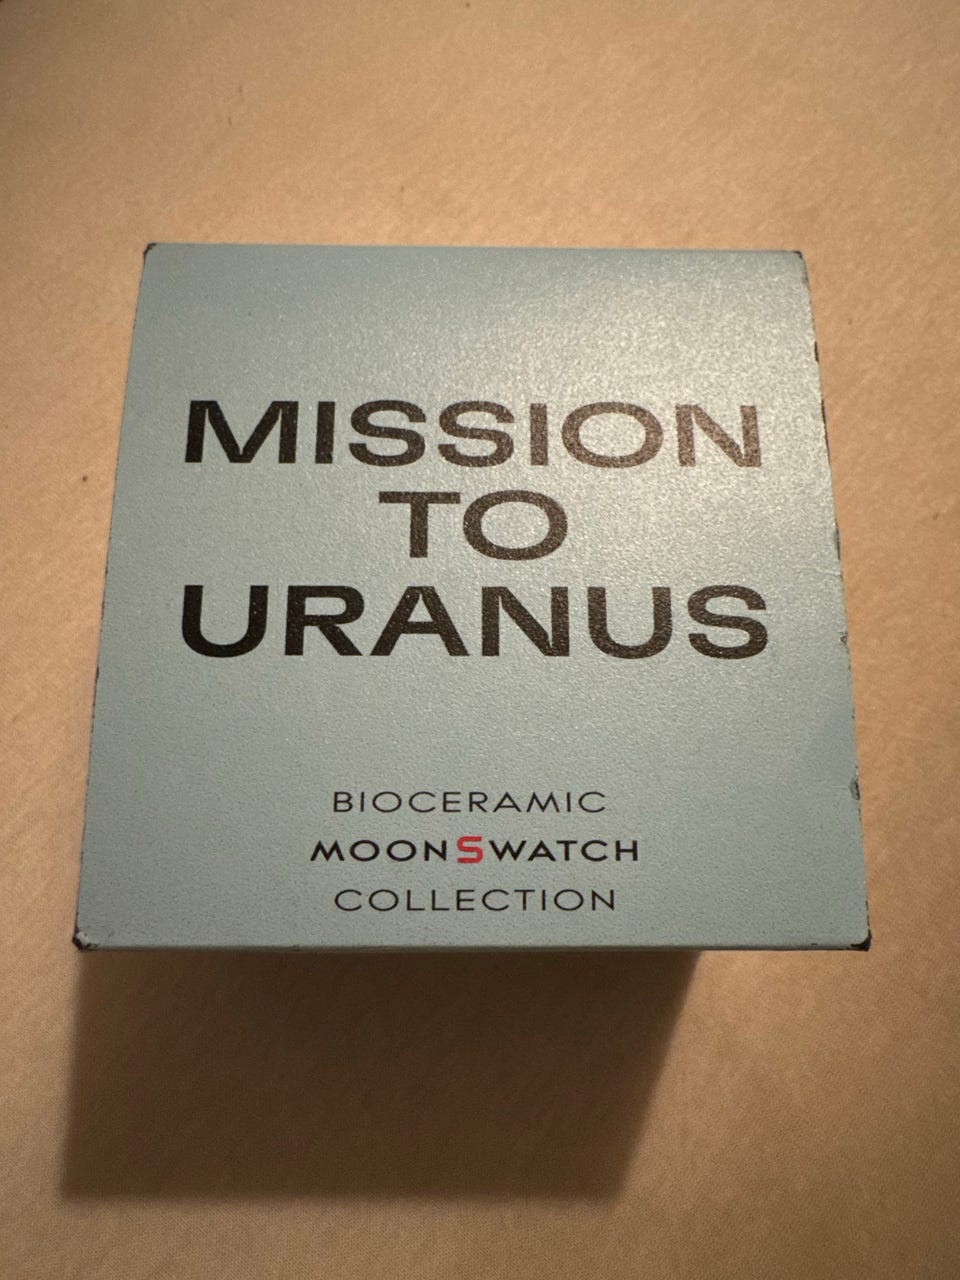 MISSION
TO
URANUS
BIOCERAMIC
MOONSWATCH
COLLECTION